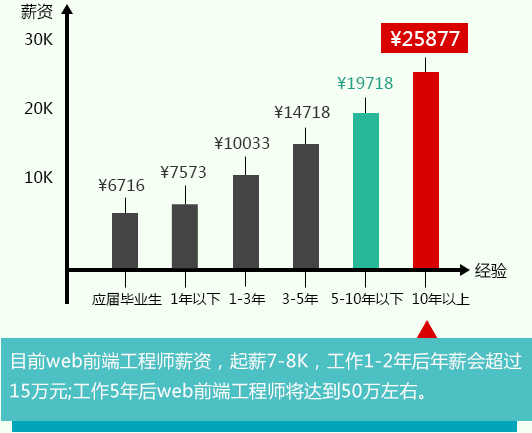 薪资
30K
20K
10K
¥6716
¥7573
¥10033
¥14718
¥19718
¥25877
经验
应届毕业生 1年以下 1-3年 3-5年 5-10年以下 10年以上
目前web前端工程师薪资，起薪7-8K，工作1-2年后年薪会超过
15万元;工作5年后web前端工程师将达到50万左右。